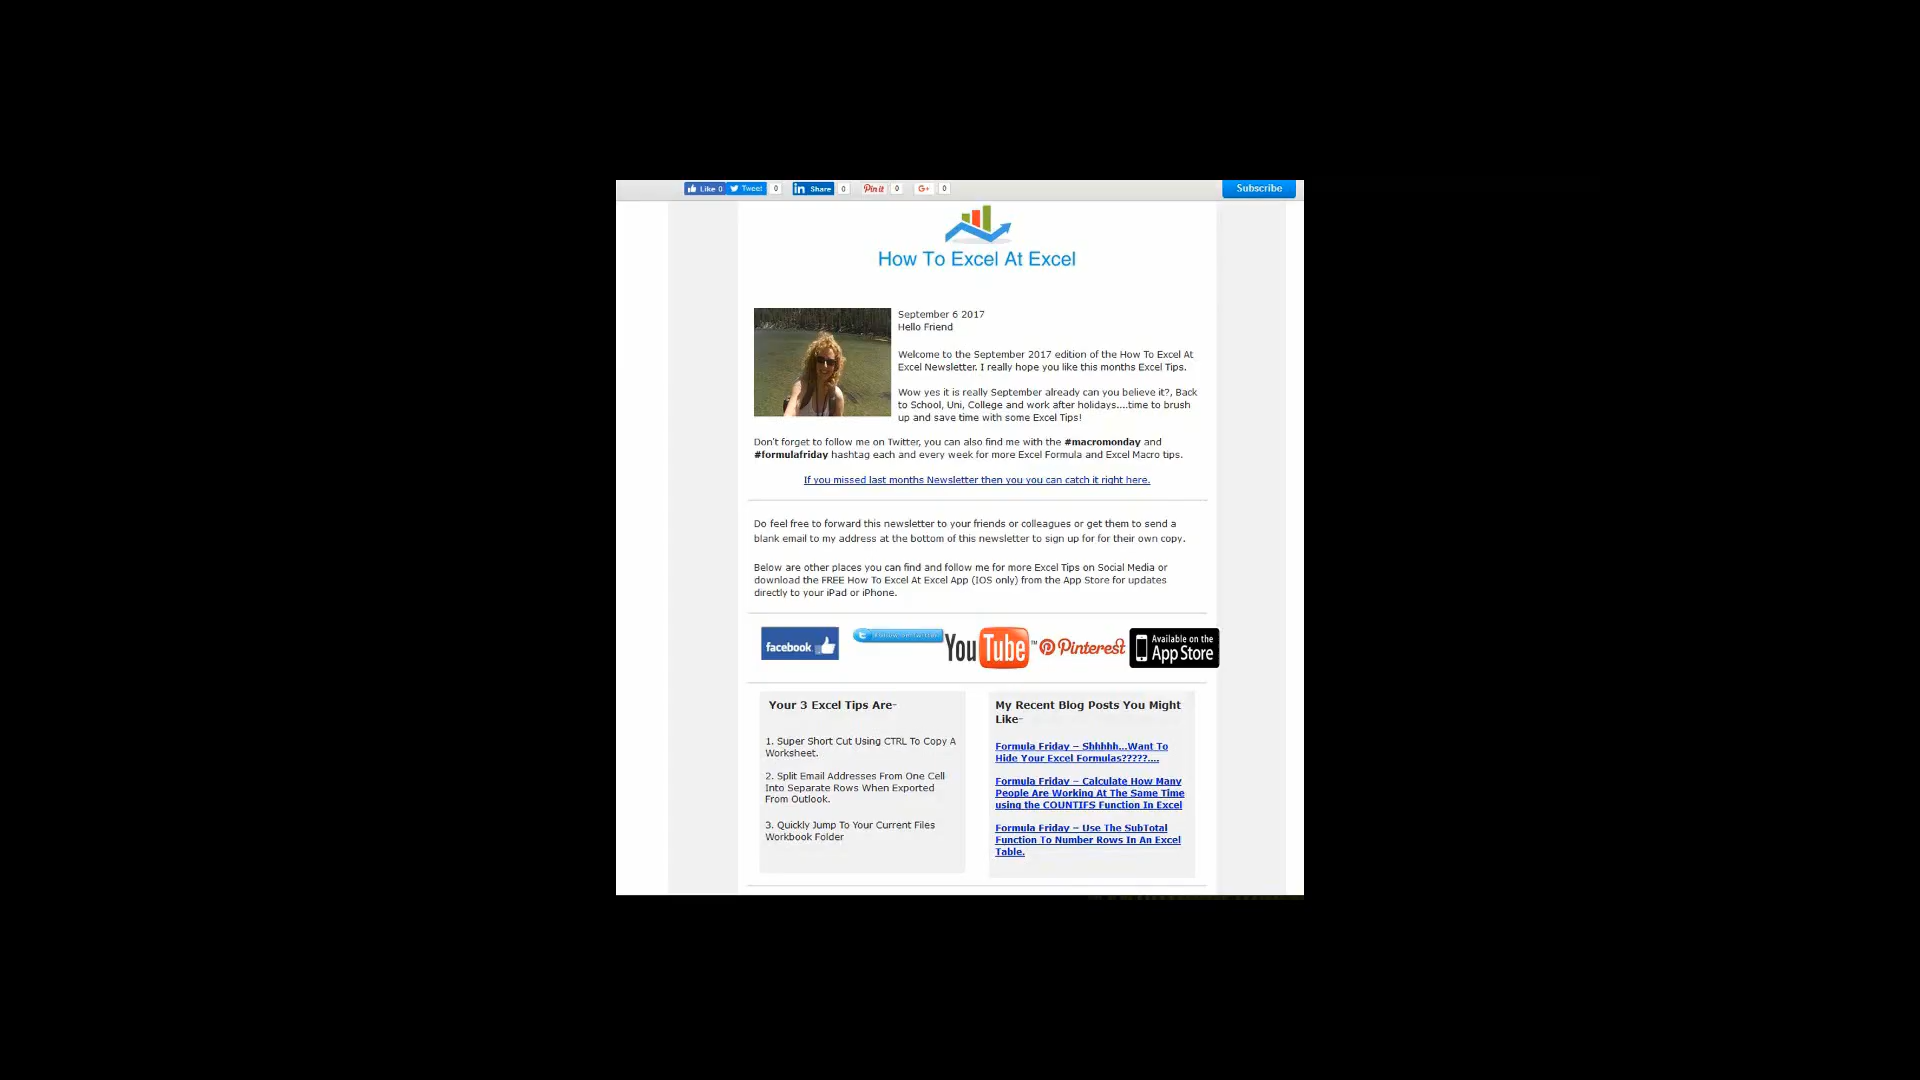 Like 0 Tweet 0 in Share 0 Pin it 0 G+ 0 Subscribe
How To Excel At Excel
September 6 2017
Hello Friend
Welcome to the September 2017 edition of the How To Excel At
Excel Newsletter. I really hope you like this months Excel Tips.
Wow yes it is really September already can you believe it?, Back
to School, Uni, College and work after holidays....time to brush
up and save time with some Excel Tips!
Don't forget to follow me on Twitter, you can also find me with the #macromonday and
#formulafriday hashtag each and every week for more Excel Formula and Excel Macro tips.
If you missed last months Newsletter then you you can catch it right here.
Do feel free to forward this newsletter to your friends or colleagues or get them to send a
blank email to my address at the bottom of this newsletter to sign up for for their own copy.
Below are other places you can find and follow me for more Excel Tips on Social Media or
download the FREE How To Excel At Excel App (IOS only) from the App Store for updates
directly to your iPad or iPhone.
facebook
YouTube™
Pinterest
Available on the
App Store
Your 3 Excel Tips Are-
1. Super Short Cut Using CTRL To Copy A
Worksheet.
2. Split Email Addresses From One Cell
Into Separate Rows When Exported
From Outlook.
3. Quickly Jump To Your Current Files
Workbook Folder
My Recent Blog Posts You Might
Like-
Formula Friday – Shhhhh...Want To
Hide Your Excel Formulas?????....
Formula Friday – Calculate How Many
People Are Working At The Same Time
using the COUNTIFS Function In Excel
Formula Friday – Use The SubTotal
Function To Number Rows In An Excel
Table.